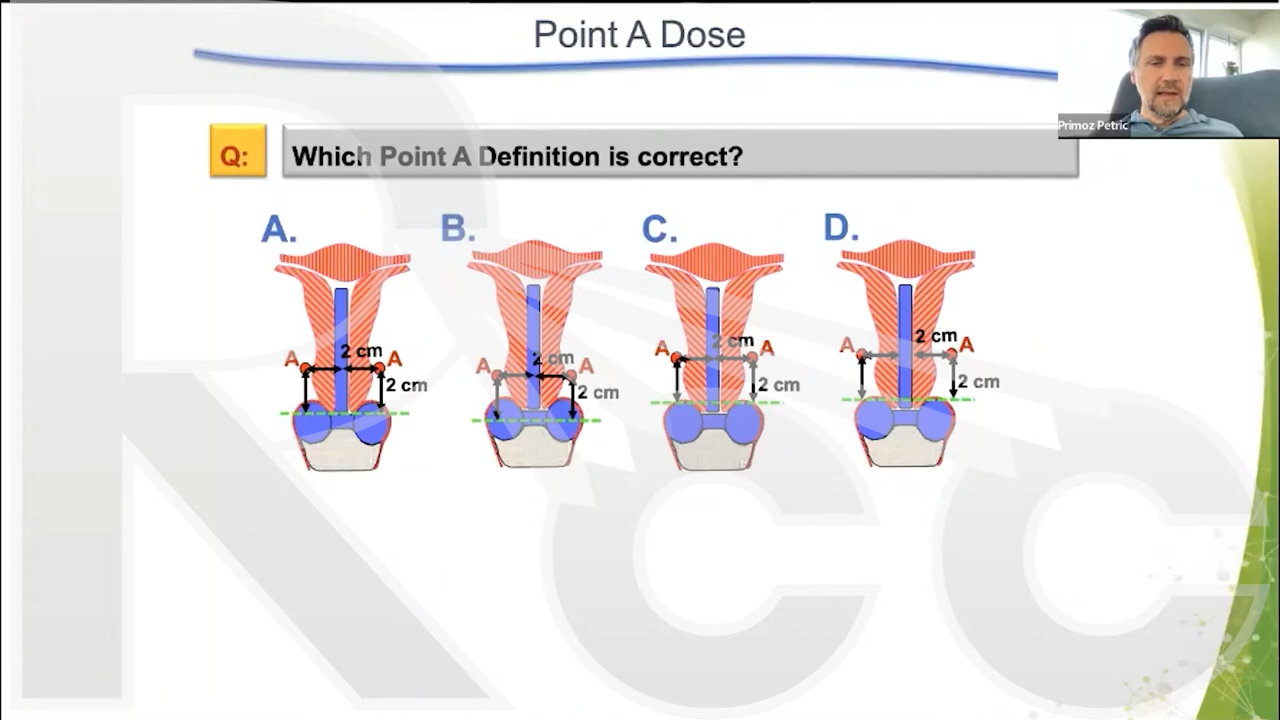 Point A Dose
Primoz Petric
Q: Which Point A Definition is correct?
A. B. C. D.
A 2 cm A
2 cm
A 2 cm A
2 cm
A 2 cm A
2 cm
A 2 cm A
2 cm
Rcc